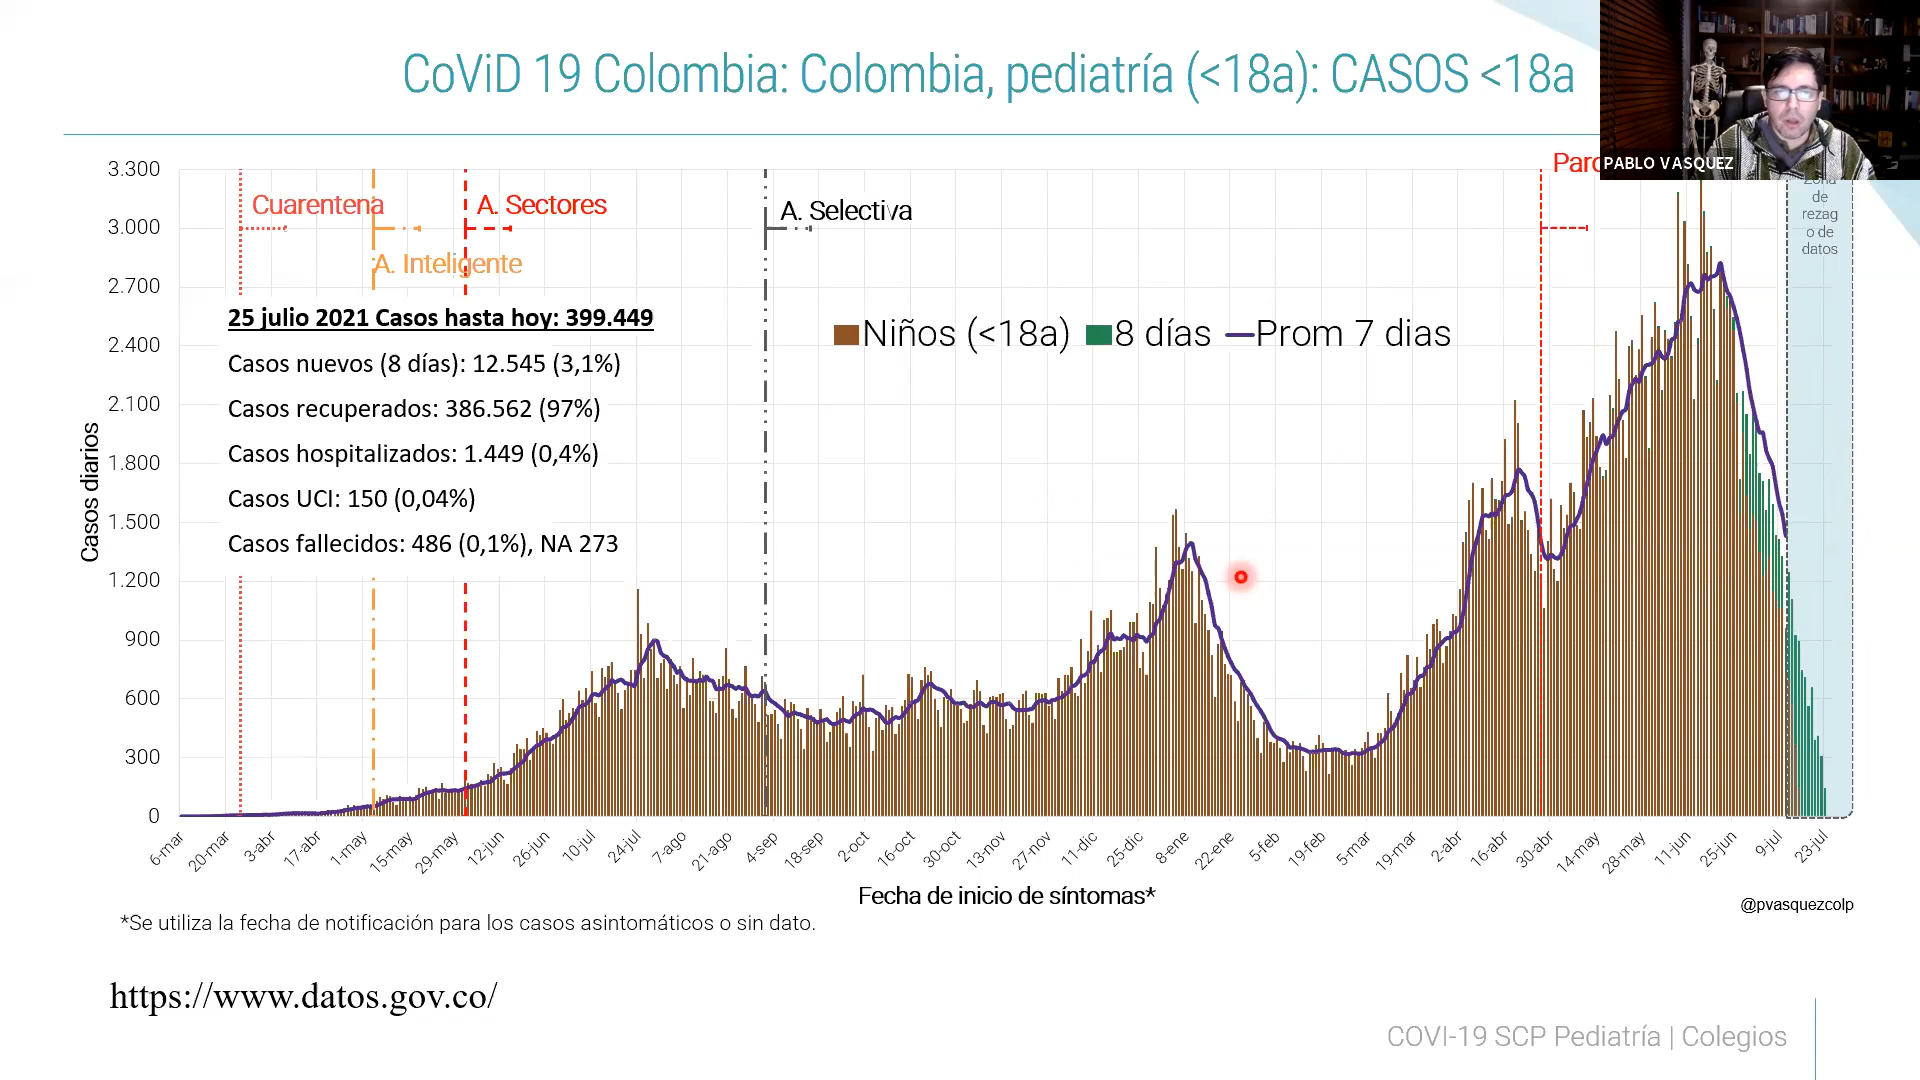 CoViD 19 Colombia: Colombia, pediatría (<18a): CASOS <18a
PABLO VASQUEZ
3.300
3.000
2.700
2.400
2.100
1.800
1.500
1.200
900
600
300
0
Casos diarios
Cuarentena
A. Inteligente
A. Sectores
A. Selectiva
Zona
de
rezag
o de
datos
25 julio 2021 Casos hasta hoy: 399.449
Casos nuevos (8 días): 12.545 (3,1%)
Casos recuperados: 386.562 (97%)
Casos hospitalizados: 1.449 (0,4%)
Casos UCI: 150 (0,04%)
Casos fallecidos: 486 (0,1%), NA 273
Niños (<18a) 8 días Prom 7 dias
6-mar 20-mar 3-abr 17-abr 1-may 15-may 29-may 12-jun 26-jun 10-jul 24-jul 7-ago 21-ago 4-sep 18-sep 2-oct 16-oct 30-oct 13-nov 27-nov 11-dic 25-dic 8-ene 22-ene 5-feb 19-feb 5-mar 19-mar 2-abr 16-abr 30-abr 14-may 28-may 11-jun 25-jun 9-jul 23-jul
Fecha de inicio de síntomas*
@pvasquezcolp
*Se utiliza la fecha de notificación para los casos asintomáticos o sin dato.
https://www.datos.gov.co/
COVI-19 SCP Pediatría | Colegios